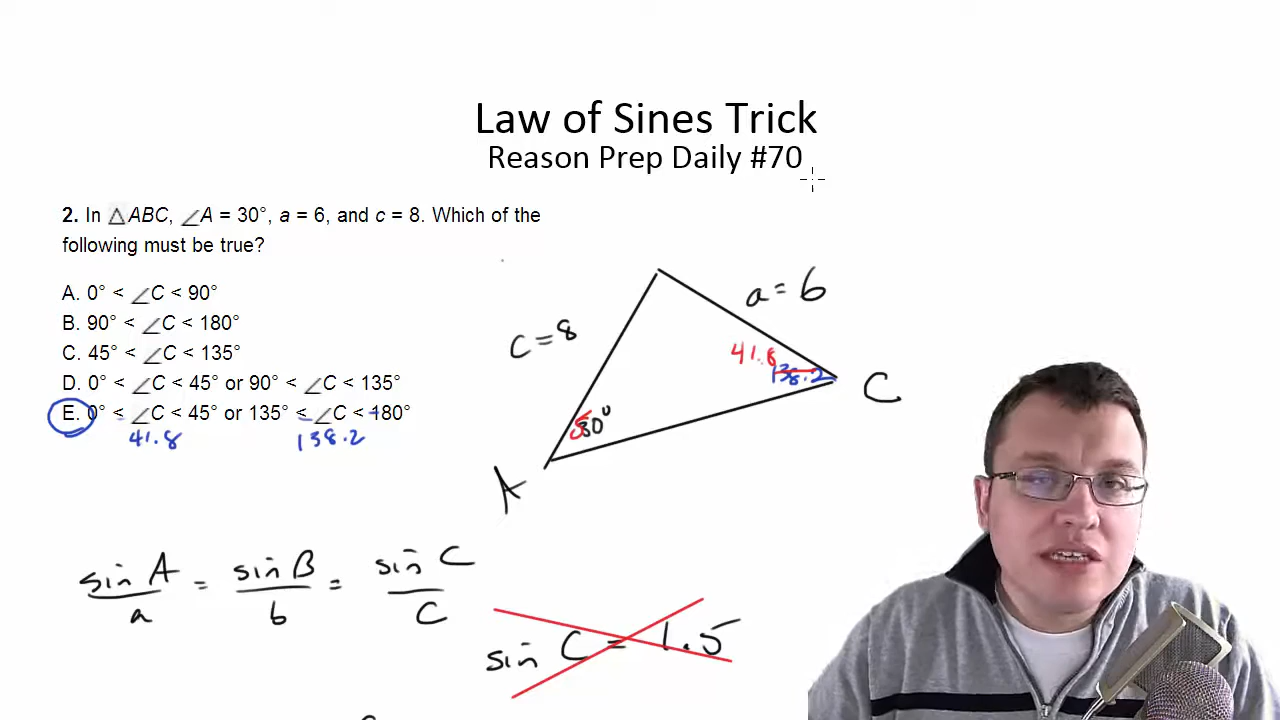 Law of Sines Trick
Reason Prep Daily #70
2. In △ABC, ∠A = 30°, a = 6, and c = 8. Which of the
following must be true?
A. 0° < ∠C < 90°
B. 90° < ∠C < 180°
C. 45° < ∠C < 135°
D. 0° < ∠C < 45° or 90° < ∠C < 135°
E. 0° < ∠C < 45° or 135° < ∠C < 180°
41.8 138.2
a = 6
c = 8
41.8
138.2
30°
C
A
sin A / a = sin B / b = sin C / c
sin C = 1.5